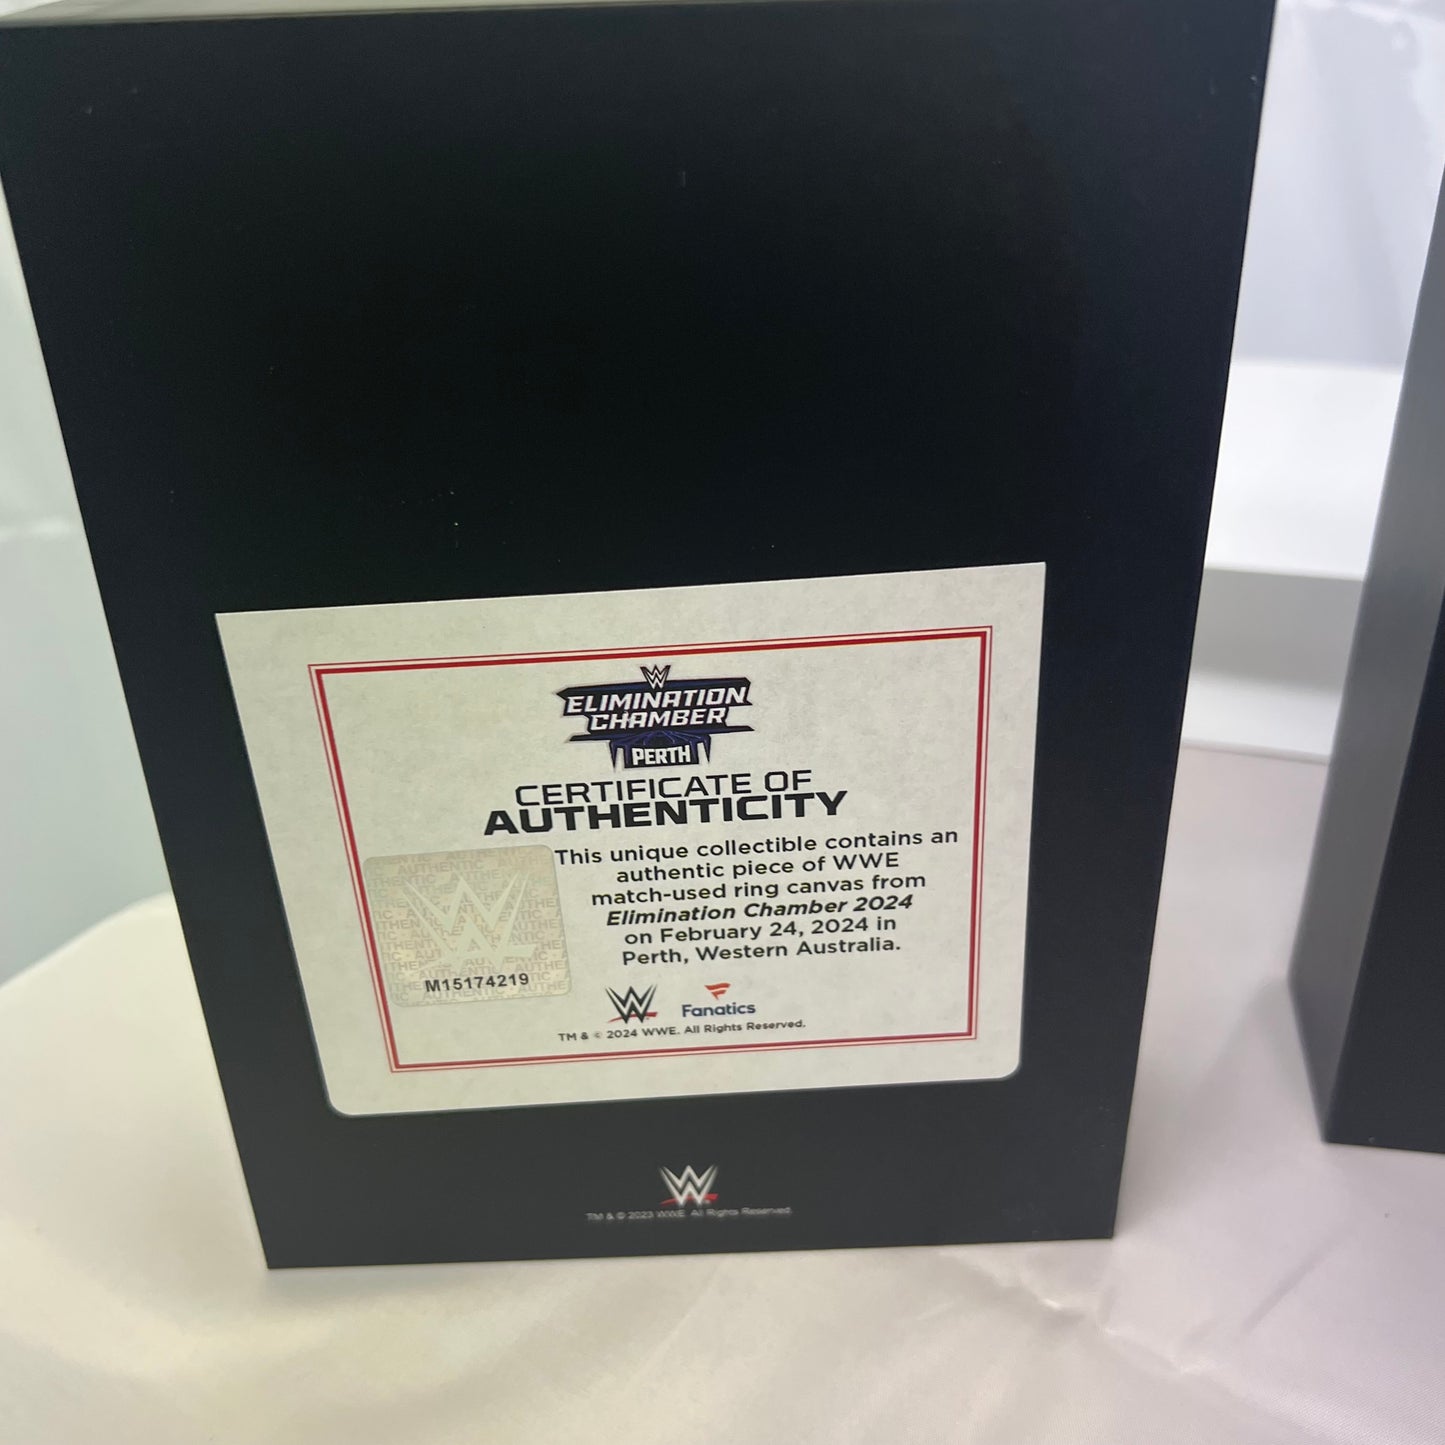 W
ELIMINATION
CHAMBER
PERTH
CERTIFICATE OF
AUTHENTICITY
This unique collectible contains an
authentic piece of WWE
match-used ring canvas from
Elimination Chamber 2024
on February 24, 2024 in
Perth, Western Australia.
M15174219
W
Fanatics
TM & © 2024 WWE. All Rights Reserved.
W
TM & © 2023 WWE. All Rights Reserved.